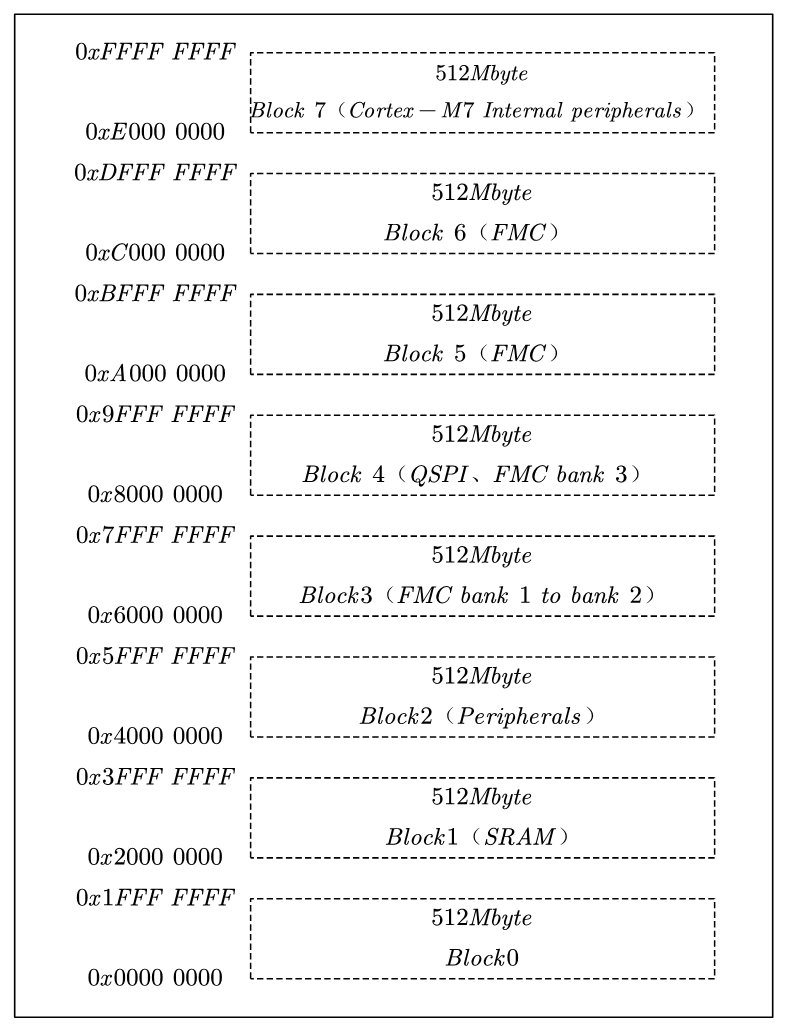 0xFFFF FFFF
512Mbyte
Block 7（Cortex－M7 Internal peripherals）
0xE000 0000
0xDFFF FFFF
512Mbyte
Block 6（FMC）
0xC000 0000
0xBFFF FFFF
512Mbyte
Block 5（FMC）
0xA000 0000
0x9FFF FFFF
512Mbyte
Block 4（QSPI、FMC bank 3）
0x8000 0000
0x7FFF FFFF
512Mbyte
Block3（FMC bank 1 to bank 2）
0x6000 0000
0x5FFF FFFF
512Mbyte
Block2（Peripherals）
0x4000 0000
0x3FFF FFFF
512Mbyte
Block1（SRAM）
0x2000 0000
0x1FFF FFFF
512Mbyte
Block0
0x0000 0000